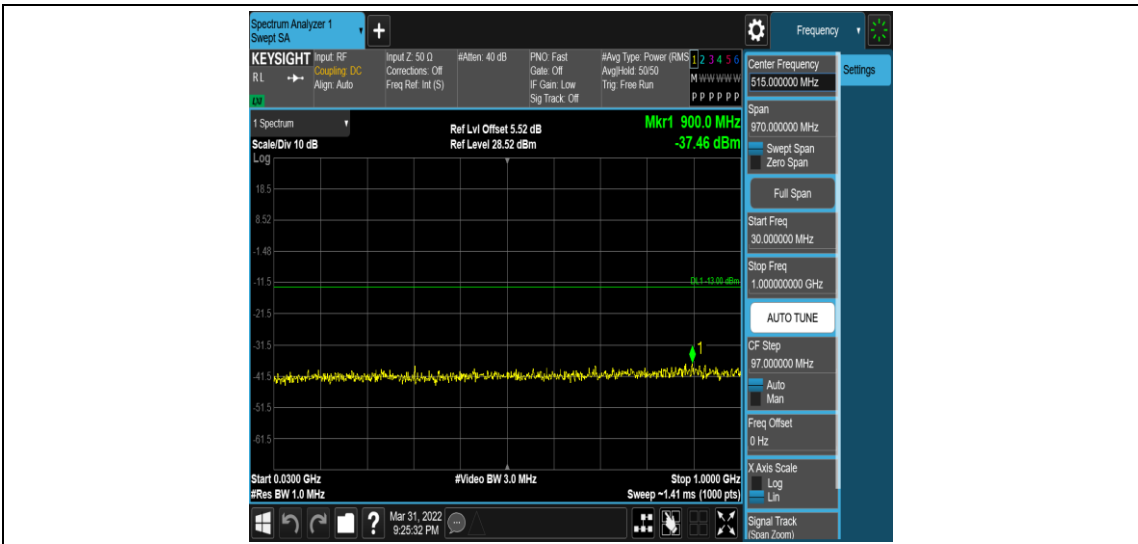 Spectrum Analyzer 1
Swept SA
+
Frequency
KEYSIGHT
RL
LXI
Input: RF
Coupling: DC
Align: Auto
Input Z: 50 Ω
Corrections: Off
Freq Ref: Int (S)
#Atten: 40 dB
PNO: Fast
Gate: Off
IF Gain: Low
Sig Track: Off
#Avg Type: Power (RMS
Avg|Hold: 50/50
Trig: Free Run
1 2 3 4 5 6
M W W W W W
P P P P P P
1 Spectrum
Scale/Div 10 dB
Log
Ref Lvl Offset 5.52 dB
Ref Level 28.52 dBm
Mkr1 900.0 MHz
-37.46 dBm
18.5
8.52
-1.48
-11.5
DL1 -13.00 dBm
-21.5
-31.5
1
-41.5
-51.5
-61.5
Start 0.0300 GHz
#Res BW 1.0 MHz
#Video BW 3.0 MHz
Stop 1.0000 GHz
Sweep ~1.41 ms (1000 pts)
?
Mar 31, 2022
9:25:32 PM
Center Frequency
515.000000 MHz
Settings
Span
970.000000 MHz
Swept Span
Zero Span
Full Span
Start Freq
30.000000 MHz
Stop Freq
1.000000000 GHz
AUTO TUNE
CF Step
97.000000 MHz
Auto
Man
Freq Offset
0 Hz
X Axis Scale
Log
Lin
Signal Track
(Span Zoom)